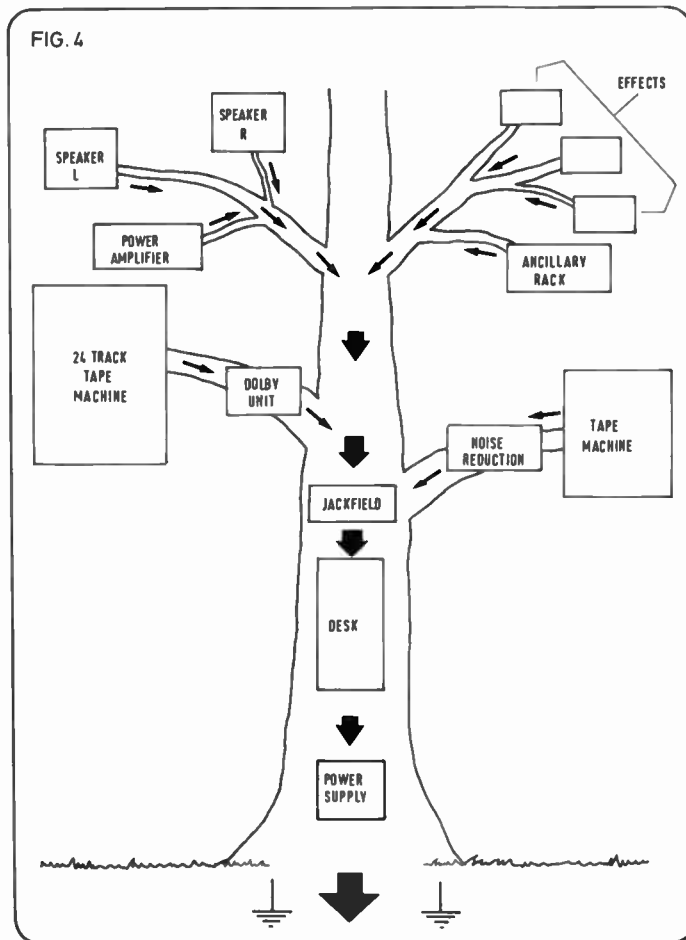 FIG. 4
EFFECTS
SPEAKER
R
SPEAKER
L
POWER
AMPLIFIER
ANCILLARY
RACK
24 TRACK
TAPE
MACHINE
DOLBY
UNIT
TAPE
MACHINE
NOISE
REDUCTION
JACKFIELD
DESK
POWER
SUPPLY